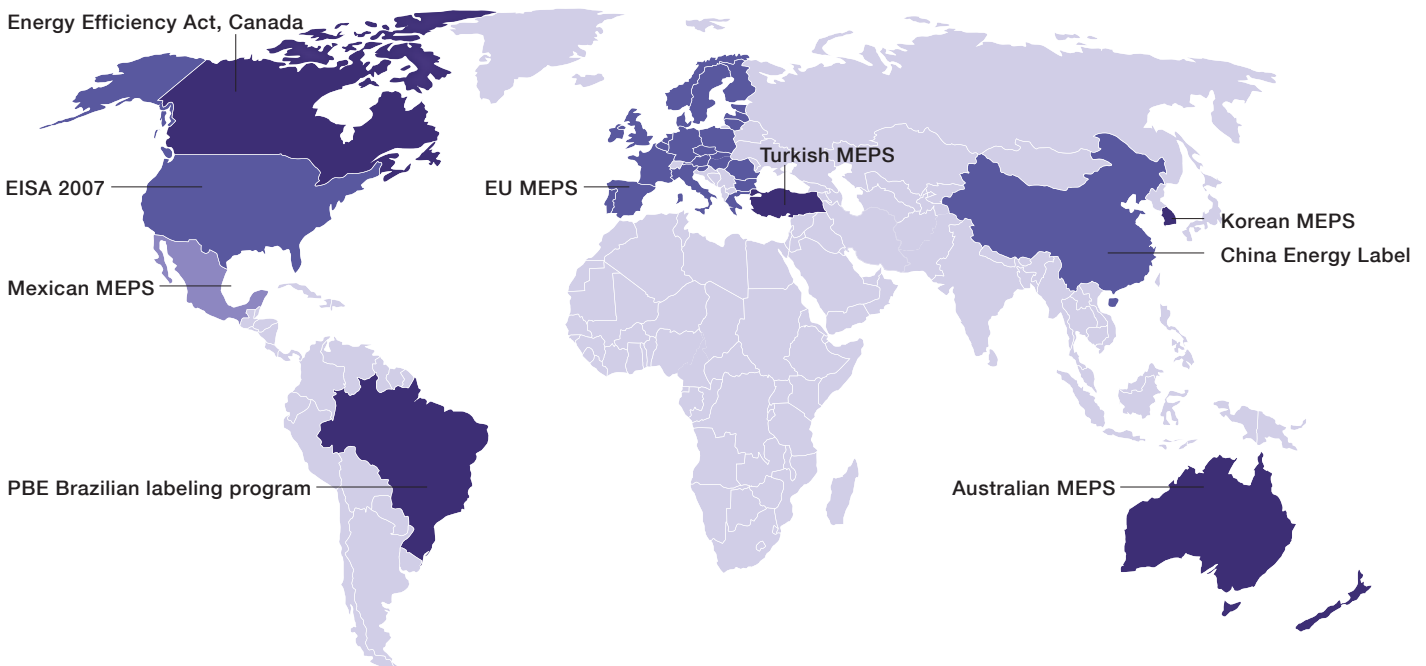 Energy Efficiency Act, Canada
Turkish MEPS
EISA 2007
EU MEPS
Korean MEPS
China Energy Label
Mexican MEPS
PBE Brazilian labeling program
Australian MEPS